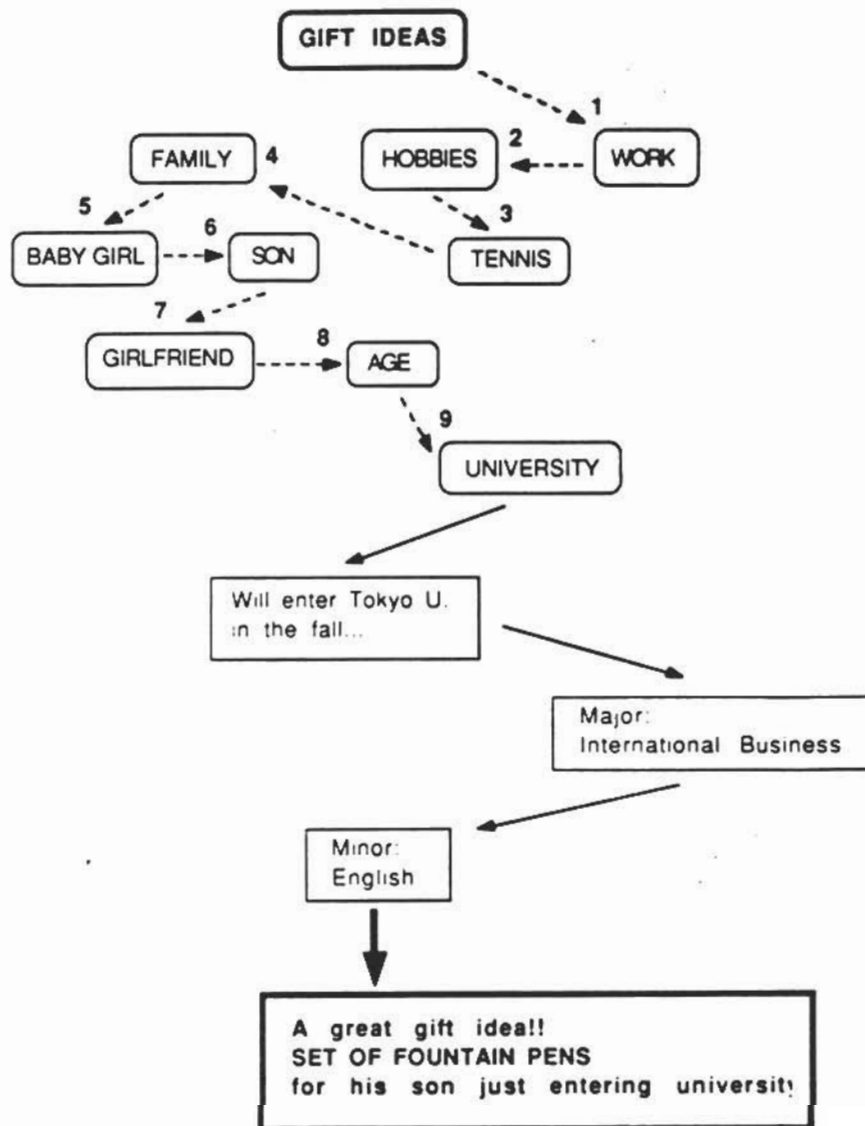 GIFT IDEAS
1
2
FAMILY
4
HOBBIES
WORK
5
6
3
BABY GIRL
SON
TENNIS
7
8
GIRLFRIEND
AGE
9
UNIVERSITY
Will enter Tokyo U.
in the fall...
Major:
International Business
Minor:
English
A great gift idea!!
SET OF FOUNTAIN PENS
for his son just entering university